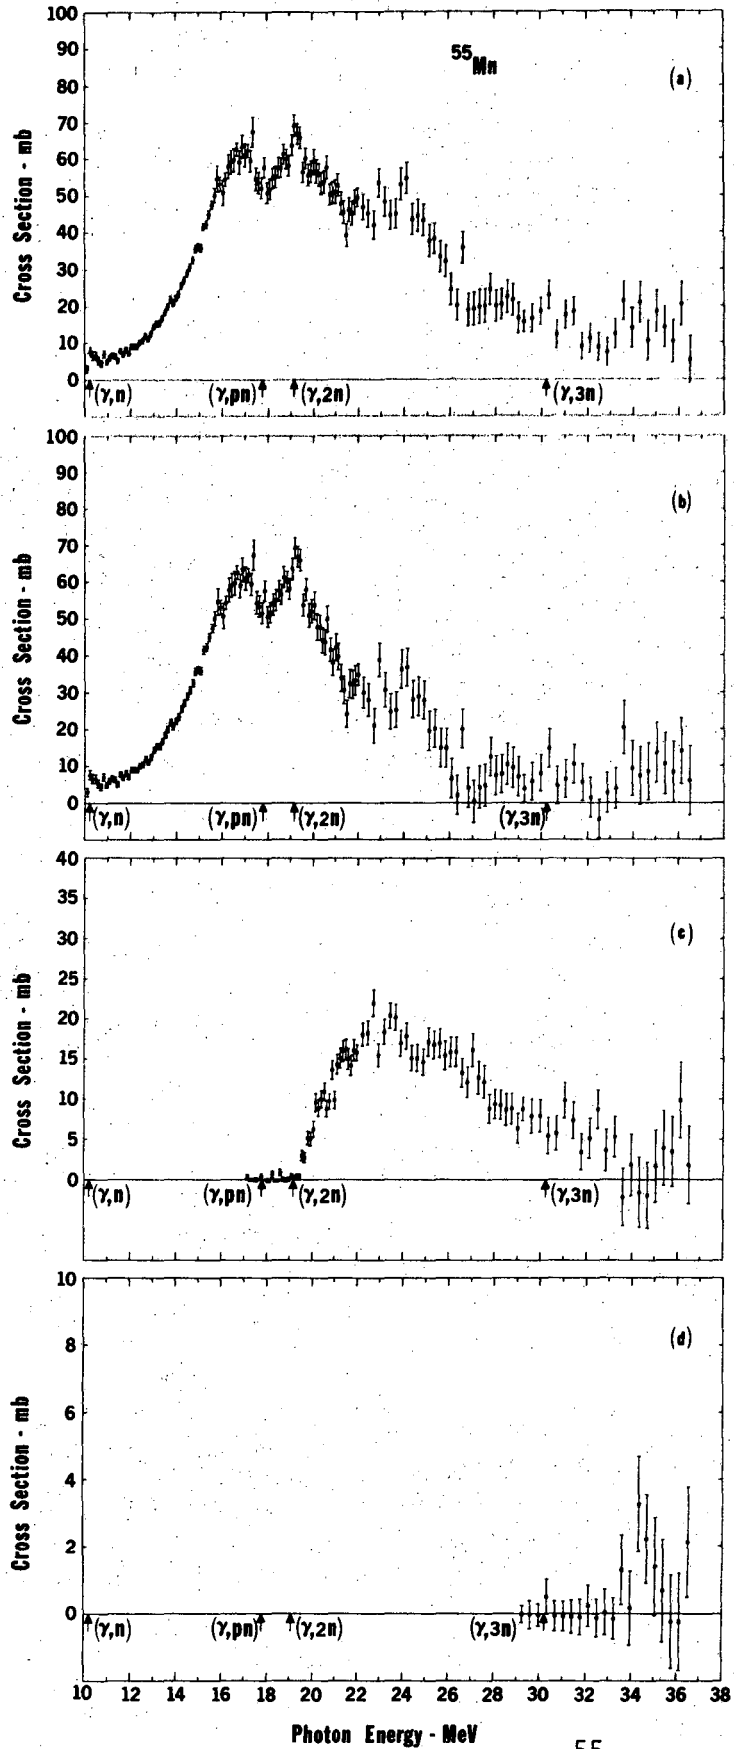 100
90
80
70
60
50
40
30
20
10
0
Cross Section - mb
55Mn
(a)
(γ,n)
(γ,pn)
(γ,2n)
(γ,3n)
100
90
80
70
60
50
40
30
20
10
0
Cross Section - mb
(b)
(γ,n)
(γ,pn)
(γ,2n)
(γ,3n)
40
35
30
25
20
15
10
5
0
Cross Section - mb
(c)
(γ,n)
(γ,pn)
(γ,2n)
(γ,3n)
10
8
6
4
2
0
Cross Section - mb
(d)
(γ,n)
(γ,pn)
(γ,2n)
(γ,3n)
10 12 14 16 18 20 22 24 26 28 30 32 34 36 38
Photon Energy - MeV
55